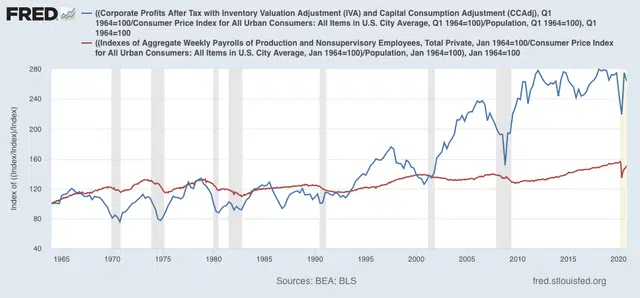 FRED
((Corporate Profits After Tax with Inventory Valuation Adjustment (IVA) and Capital Consumption Adjustment (CCAdj), Q1
1964=100/Consumer Price Index for All Urban Consumers: All Items in U.S. City Average, Q1 1964=100)/Population, Q1 1964=100), Q1
1964=100
((Indexes of Aggregate Weekly Payrolls of Production and Nonsupervisory Employees, Total Private, Jan 1964=100/Consumer Price Index
for All Urban Consumers: All Items in U.S. City Average, Jan 1964=100)/Population, Jan 1964=100), Jan 1964=100
Index of ((Index/Index)/Index)
280
240
200
160
120
80
40
1965 1970 1975 1980 1985 1990 1995 2000 2005 2010 2015 2020
Sources: BEA; BLS
fred.stlouisfed.org